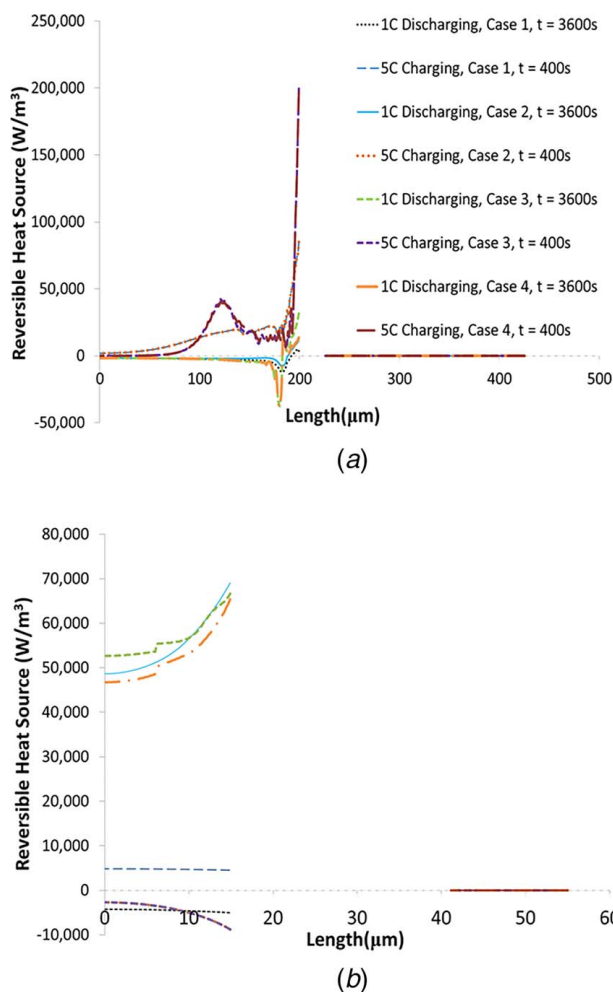 250,000
200,000
150,000
100,000
50,000
0
-50,000
Reversible Heat Source (W/m³)
0
100
200
300
400
500
Length(μm)
1C Discharging, Case 1, t = 3600s
5C Charging, Case 1, t = 400s
1C Discharging, Case 2, t = 3600s
5C Charging, Case 2, t = 400s
1C Discharging, Case 3, t = 3600s
5C Charging, Case 3, t = 400s
1C Discharging, Case 4, t = 3600s
5C Charging, Case 4, t = 400s
(a)
80,000
70,000
60,000
50,000
40,000
30,000
20,000
10,000
0
-10,000
Reversible Heat Source (W/m³)
0
10
20
30
40
50
60
Length(μm)
(b)